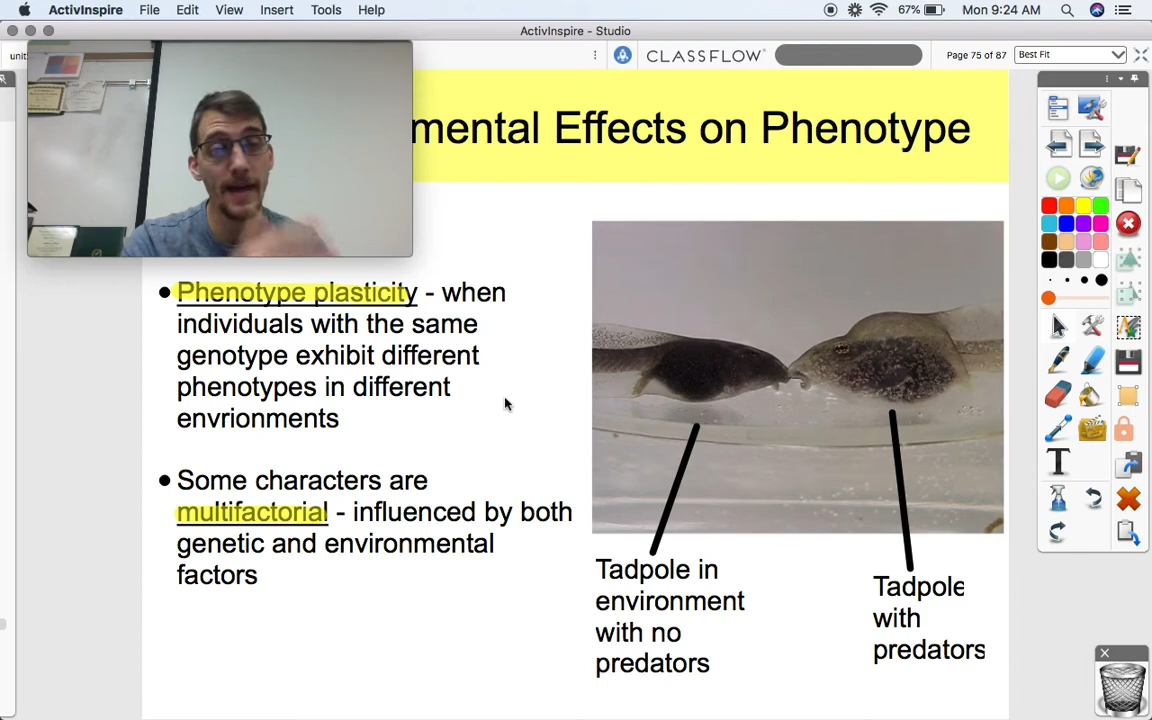 ActivInspire File Edit View Insert Tools Help 67% Mon 9:24 AM
ActivInspire - Studio
CLASSFLOW Page 75 of 87 Best Fit
mental Effects on Phenotype
• Phenotype plasticity - when
individuals with the same
genotype exhibit different
phenotypes in different
envrionments
• Some characters are
multifactorial - influenced by both
genetic and environmental
factors
Tadpole in
environment
with no
predators
Tadpole
with
predators
T